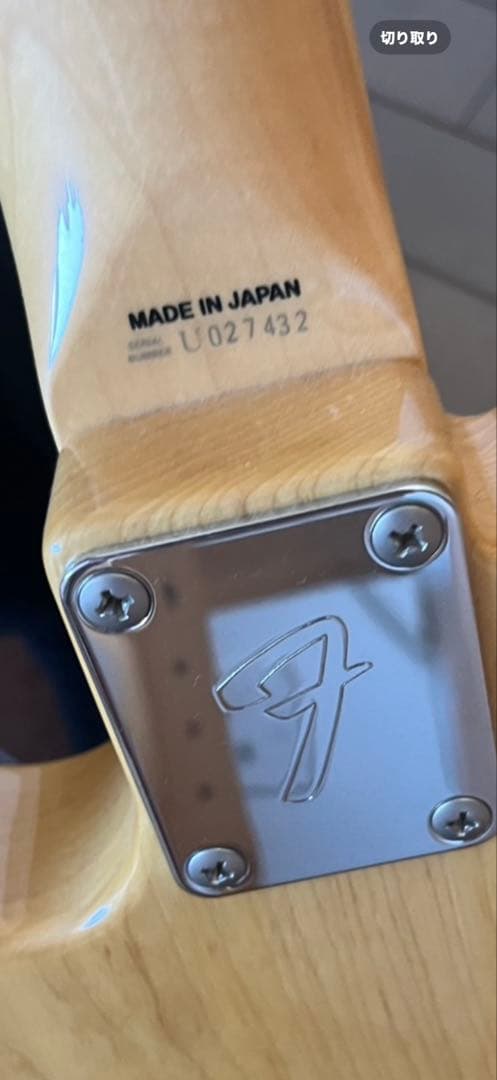 切り取り
MADE IN JAPAN
SERIAL
NUMBER
U027432
F